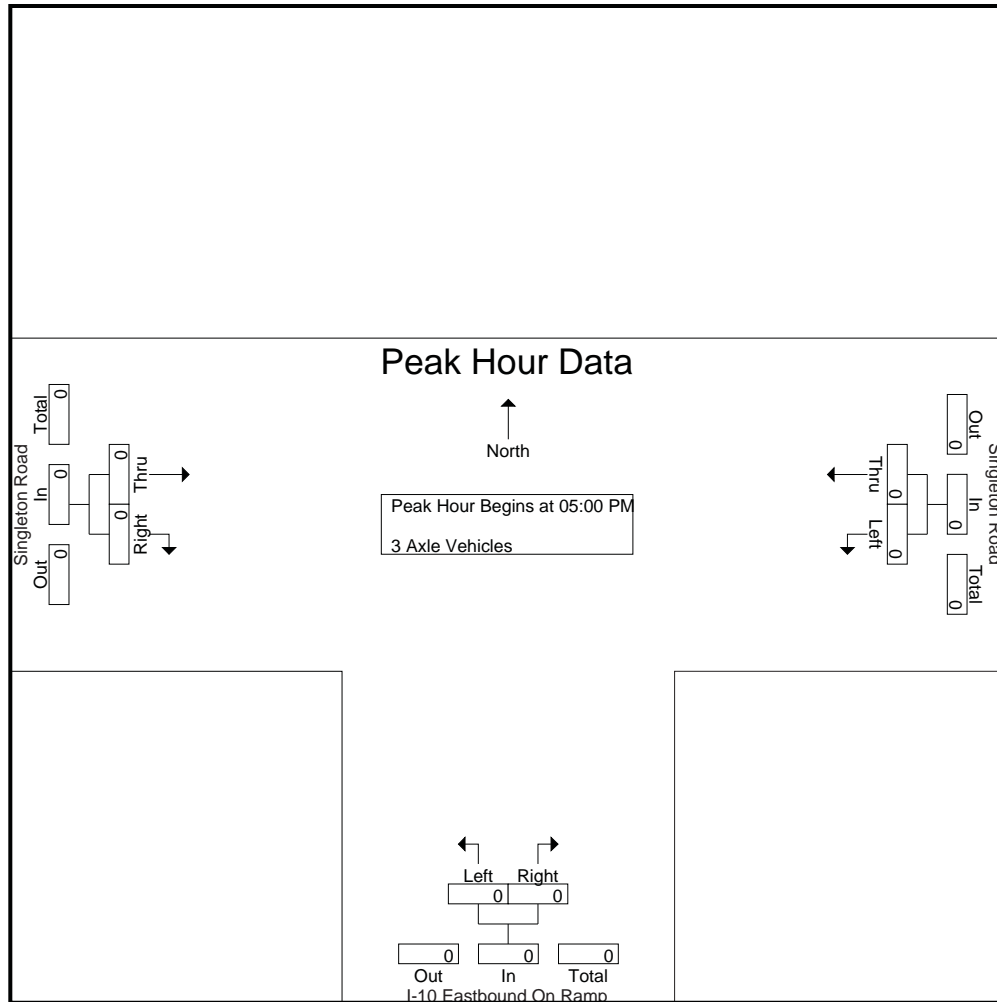 Peak Hour Data
North
Peak Hour Begins at 05:00 PM
3 Axle Vehicles
Singleton Road
Total
0
In
0
Out
0
Thru
0
Right
0
Singleton Road
Out
0
In
0
Total
0
Thru
0
Left
0
Left Right
0 0
0 0 0
Out In Total
I-10 Eastbound On Ramp